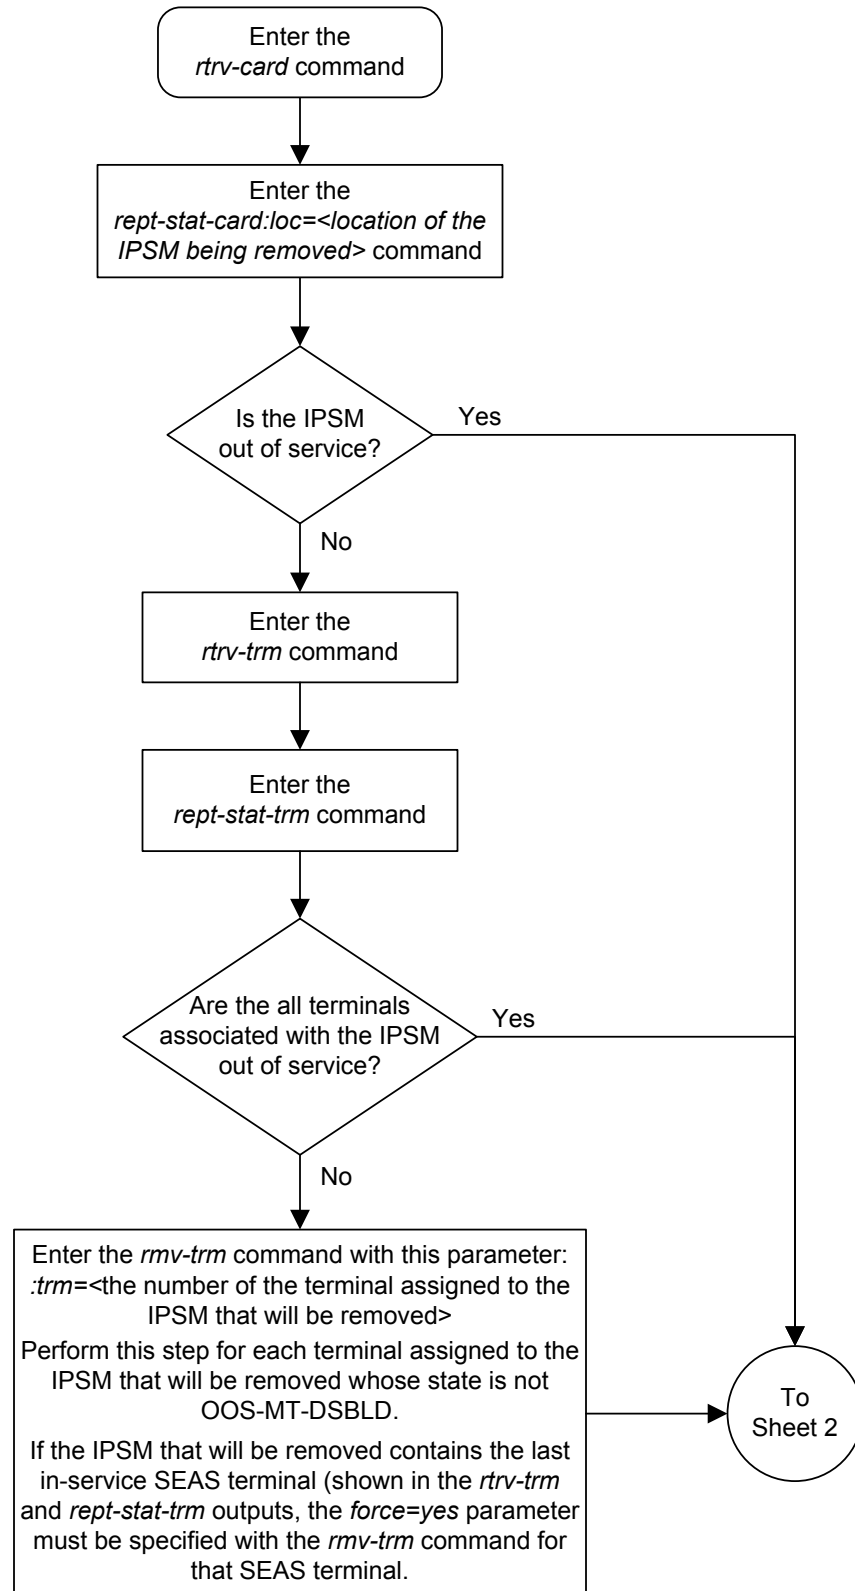 Enter the
rtrv-card command
Enter the
rept-stat-card:loc=<location of the
IPSM being removed> command
Is the IPSM
out of service?
Yes
No
Enter the
rtrv-trm command
Enter the
rept-stat-trm command
Are the all terminals
associated with the IPSM
out of service?
Yes
No
Enter the rmv-trm command with this parameter:
:trm=<the number of the terminal assigned to the
IPSM that will be removed>
Perform this step for each terminal assigned to the
IPSM that will be removed whose state is not
OOS-MT-DSBLD.
If the IPSM that will be removed contains the last
in-service SEAS terminal (shown in the rtrv-trm
and rept-stat-trm outputs, the force=yes parameter
must be specified with the rmv-trm command for
that SEAS terminal.
To
Sheet 2